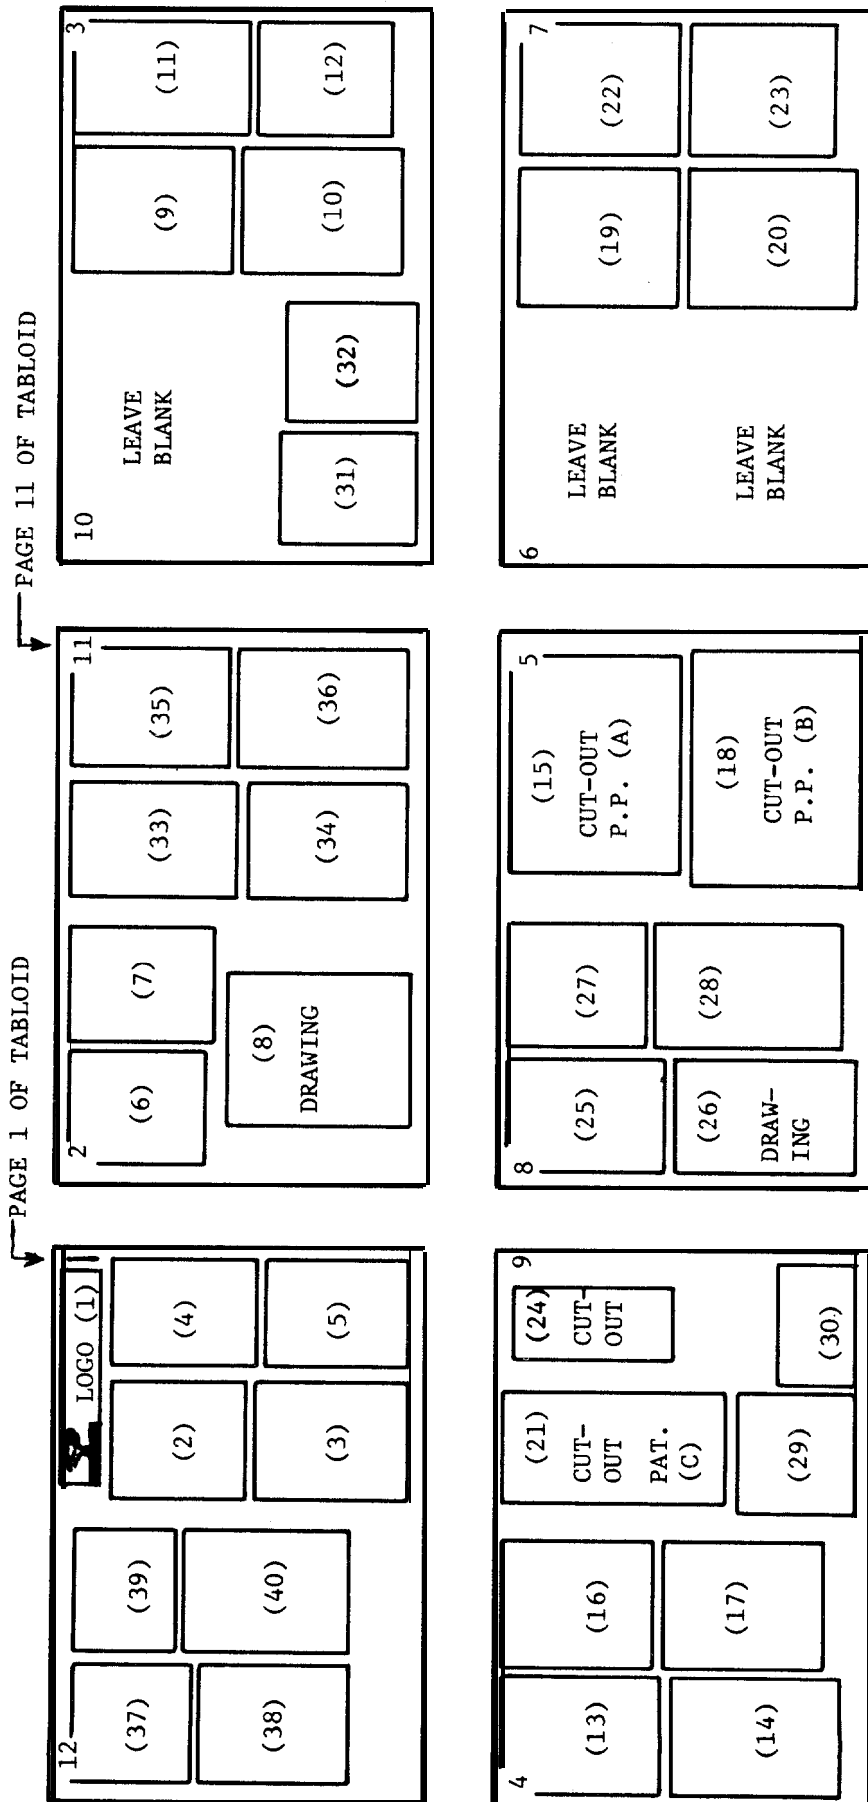 PAGE 1 OF TABLOID
PAGE 11 OF TABLOID
12
(37)
(39)
(38)
(40)
1
LOGO (1)
(2)
(4)
(3)
(5)
2
(6)
(7)
(8)
DRAWING
11
(33)
(35)
(34)
(36)
10
LEAVE
BLANK
(31)
(32)
3
(9)
(11)
(10)
(12)
4
(13)
(16)
(14)
(17)
9
(21)
CUT-
OUT
PAT.
(C)
(24)
CUT-
OUT
(29)
(30)
8
(25)
(27)
(26)
DRAW-
ING
(28)
5
(15)
CUT-OUT
P.P. (A)
(18)
CUT-OUT
P.P. (B)
6
LEAVE
BLANK
LEAVE
BLANK
7
(19)
(22)
(20)
(23)